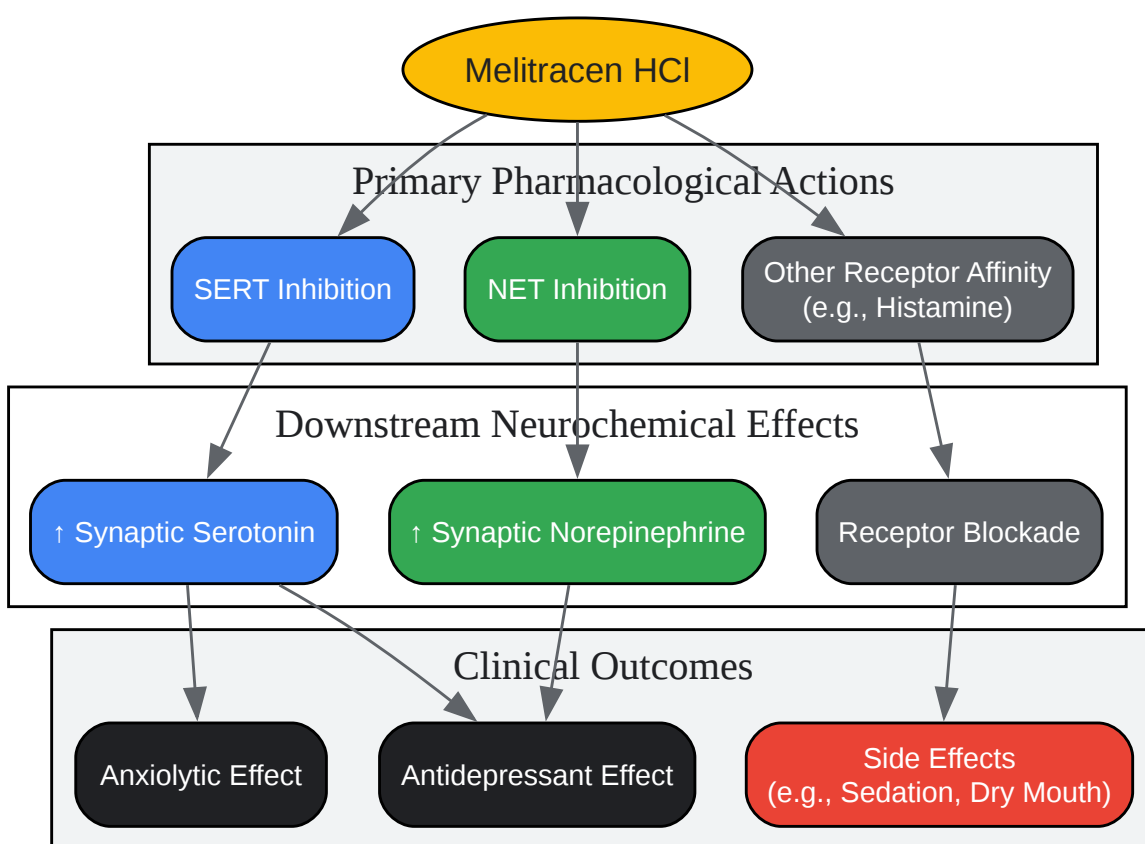 Melitracen HCl
Primary Pharmacological Actions
SERT Inhibition
NET Inhibition
Other Receptor Affinity
(e.g., Histamine)
Downstream Neurochemical Effects
↑ Synaptic Serotonin
↑ Synaptic Norepinephrine
Receptor Blockade
Clinical Outcomes
Anxiolytic Effect
Antidepressant Effect
Side Effects
(e.g., Sedation, Dry Mouth)